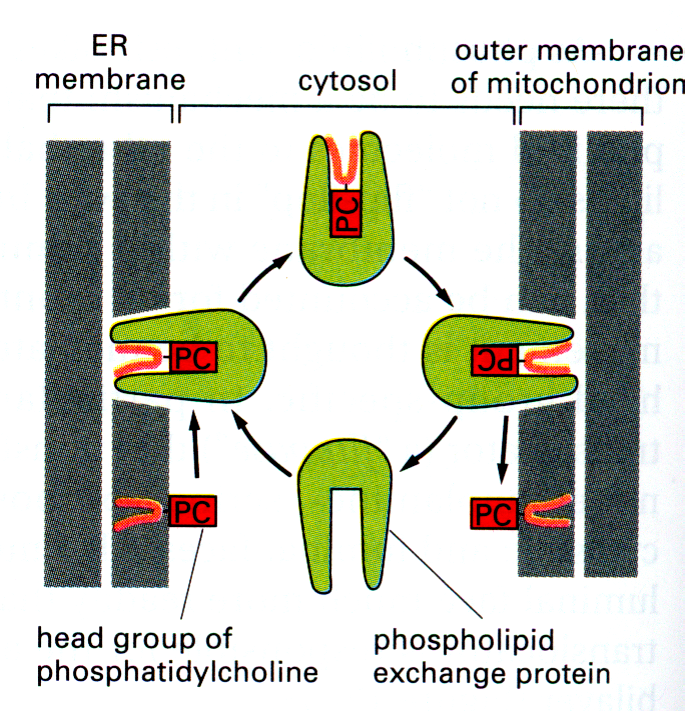 ER
membrane
cytosol
outer membrane
of mitochondrion
PC
PC
PC
PC
PC
head group of
phosphatidylcholine
phospholipid
exchange protein